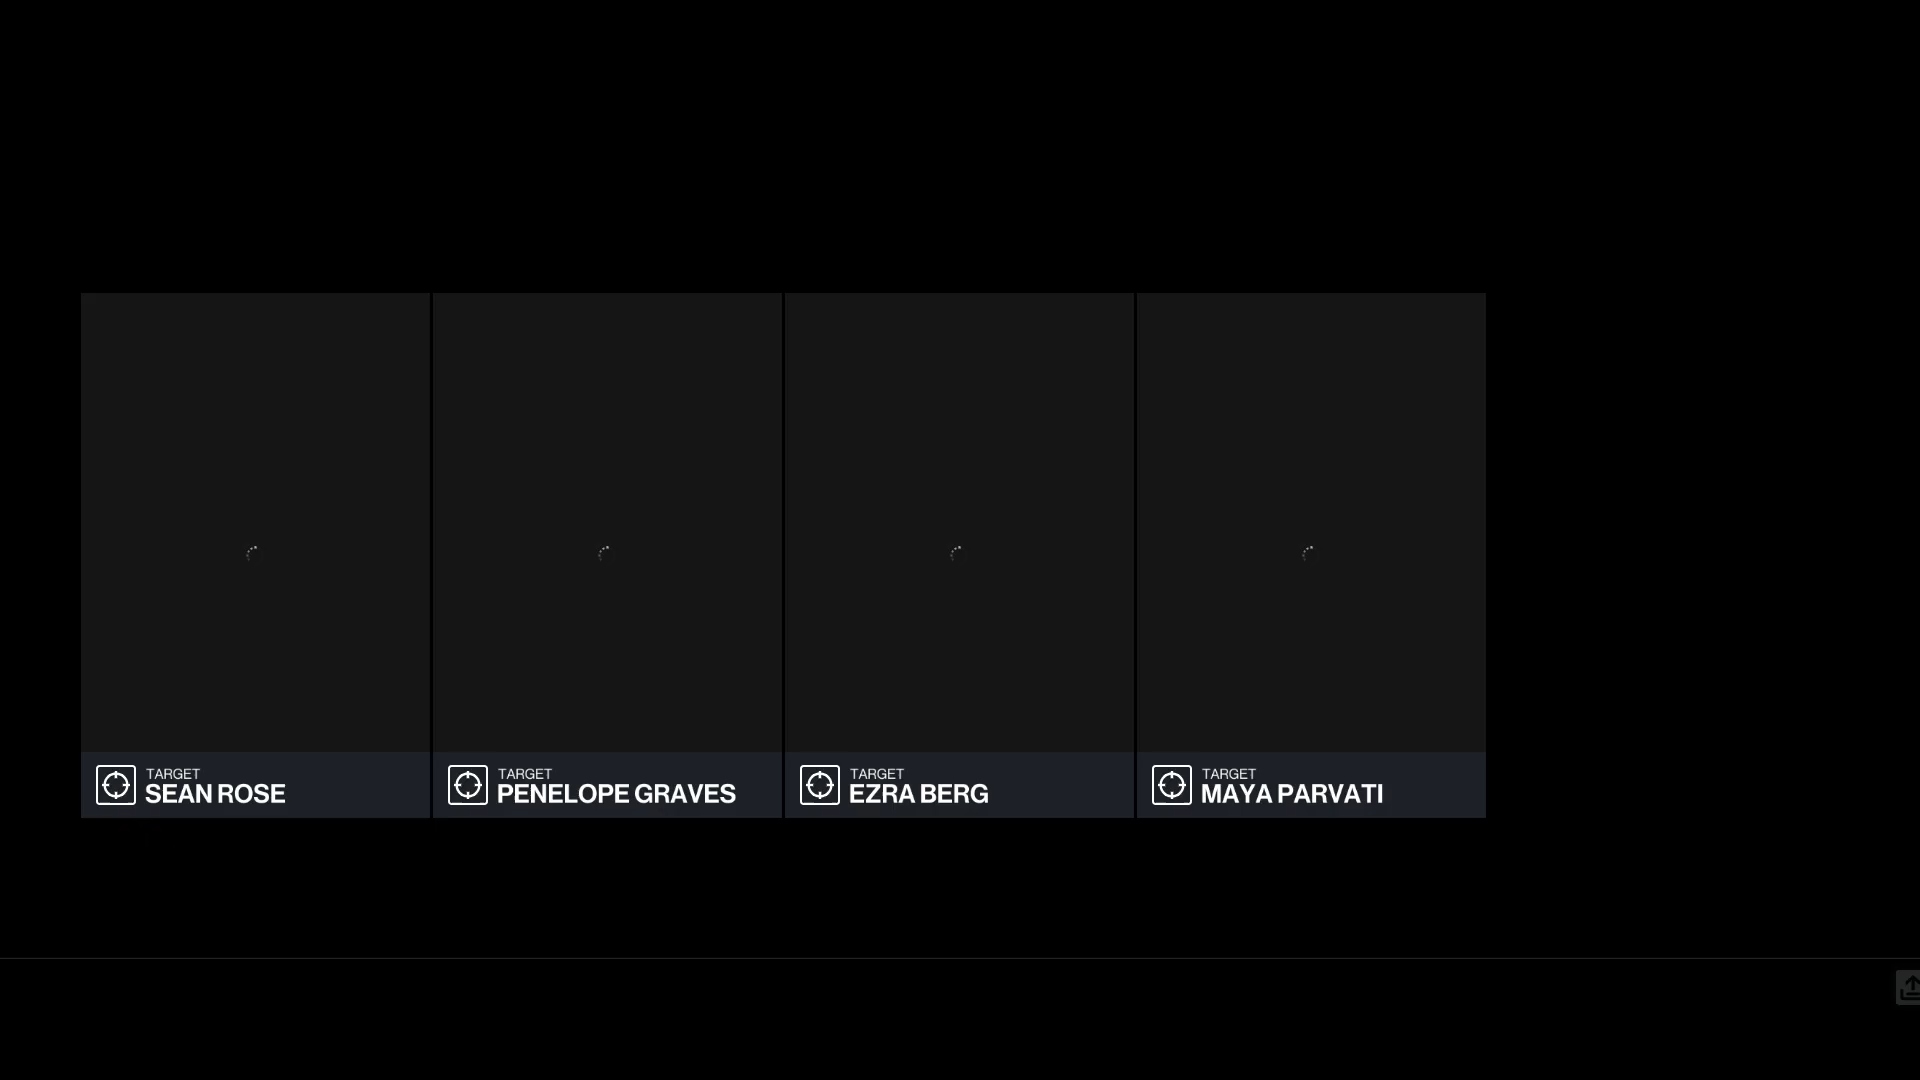 TARGET
SEAN ROSE
TARGET
PENELOPE GRAVES
TARGET
EZRA BERG
TARGET
MAYA PARVATI